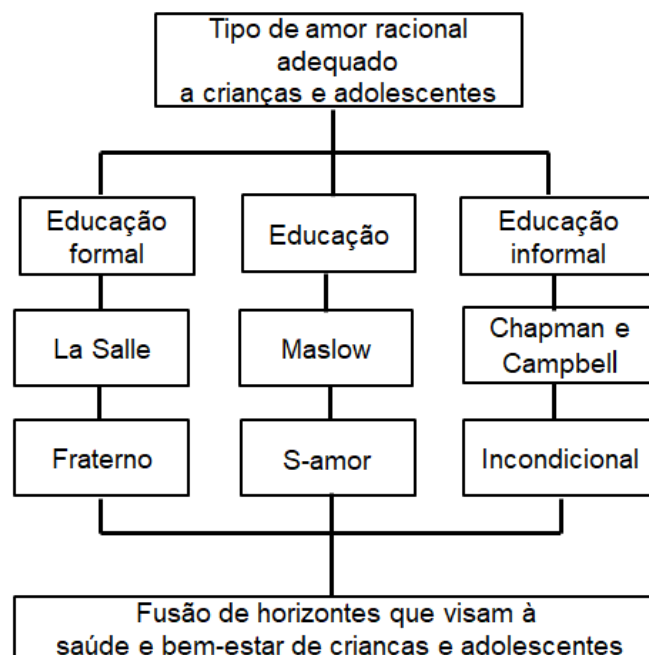 Tipo de amor racional
adequado
a crianças e adolescentes
Educação
formal
Educação
Educação
informal
La Salle
Maslow
Chapman e
Campbell
Fraterno
S-amor
Incondicional
Fusão de horizontes que visam à
saúde e bem-estar de crianças e adolescentes